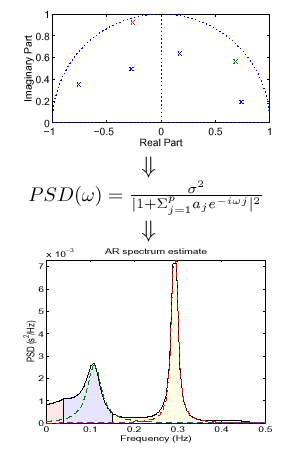 1
0.8
0.6
0.4
0.2
0
Imaginary Part
-1 -0.5 0 0.5 1
Real Part
⇓
PSD(ω) = σ² / |1+Σᵖⱼ₌₁ aⱼe^{-iωj}|²
⇓
x 10⁻³
AR spectrum estimate
7
6
5
4
3
2
1
0
PSD (s²/Hz)
0 0.1 0.2 0.3 0.4 0.5
Frequency (Hz)